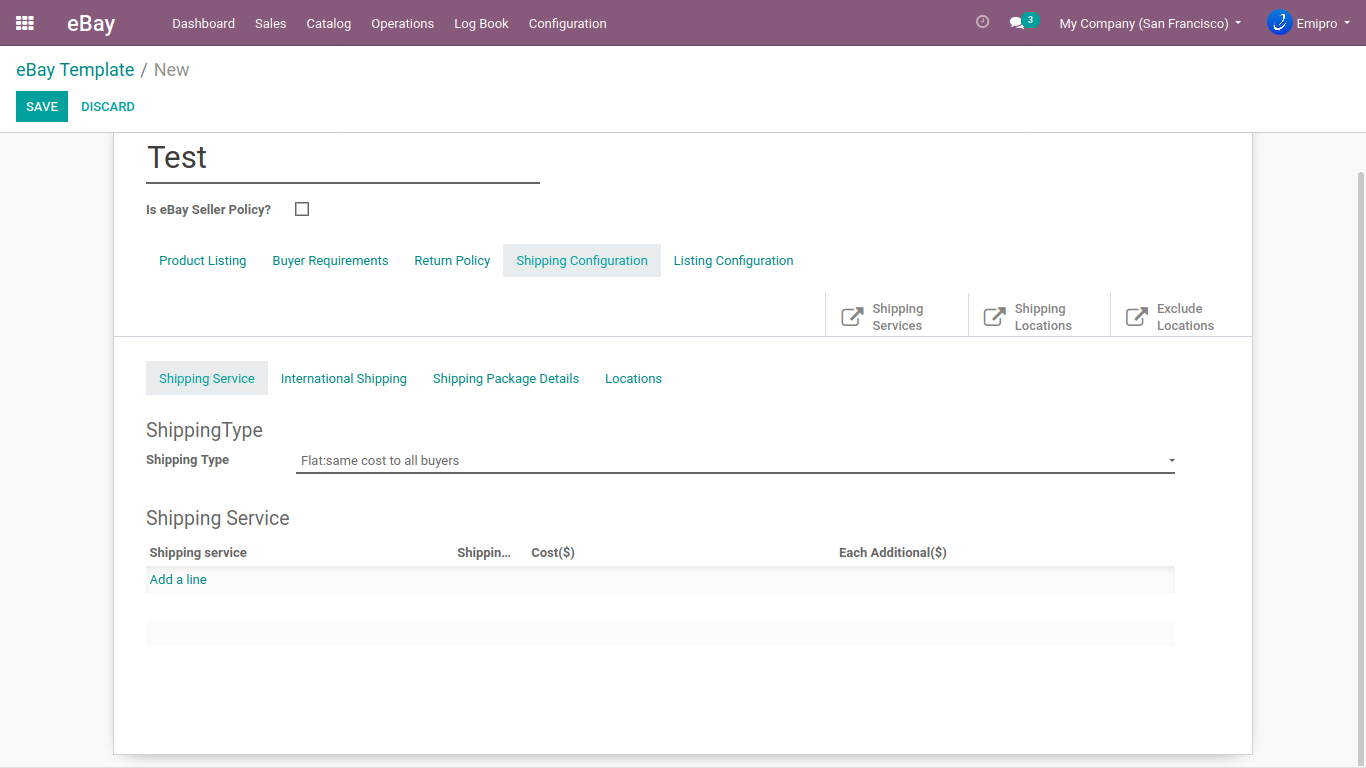 eBay Dashboard Sales Catalog Operations Log Book Configuration 3 My Company (San Francisco) Emipro
eBay Template / New
SAVE DISCARD
Test
Is eBay Seller Policy?
Product Listing Buyer Requirements Return Policy Shipping Configuration Listing Configuration
Shipping Services
Shipping Locations
Exclude Locations
Shipping Service International Shipping Shipping Package Details Locations
ShippingType
Shipping Type Flat:same cost to all buyers
Shipping Service
Shipping service Shippin... Cost($) Each Additional($)
Add a line